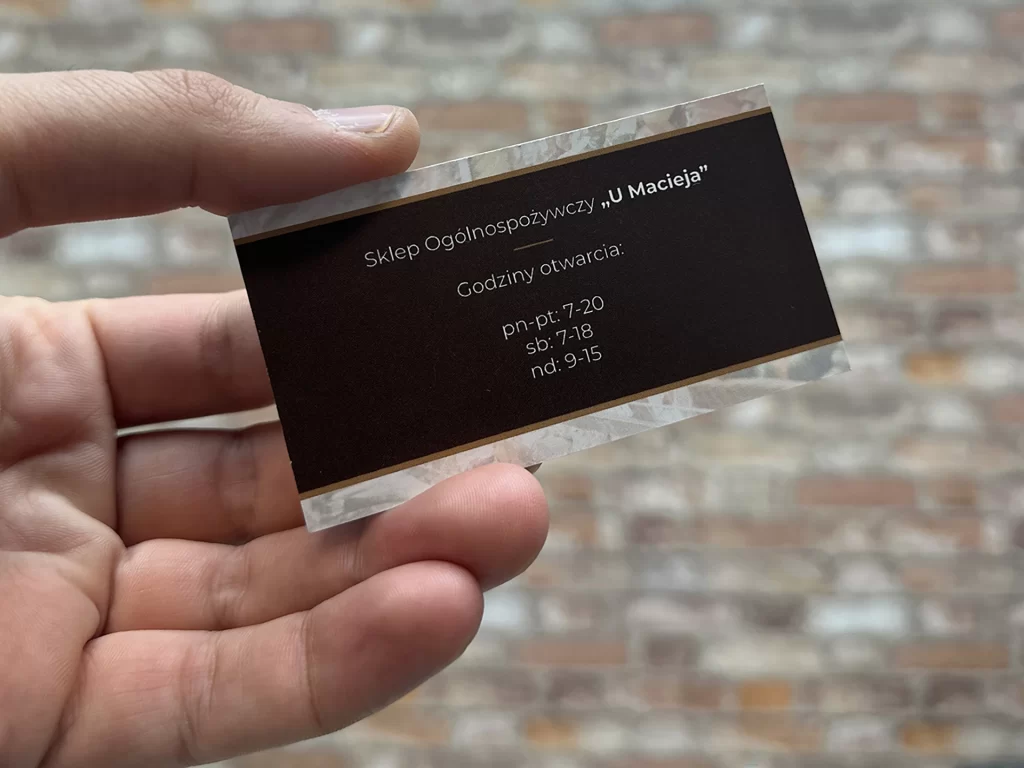 Sklep Ogólnospożywczy „U Macieja”
Godziny otwarcia:
pn-pt: 7-20
sb: 7-18
nd: 9-15